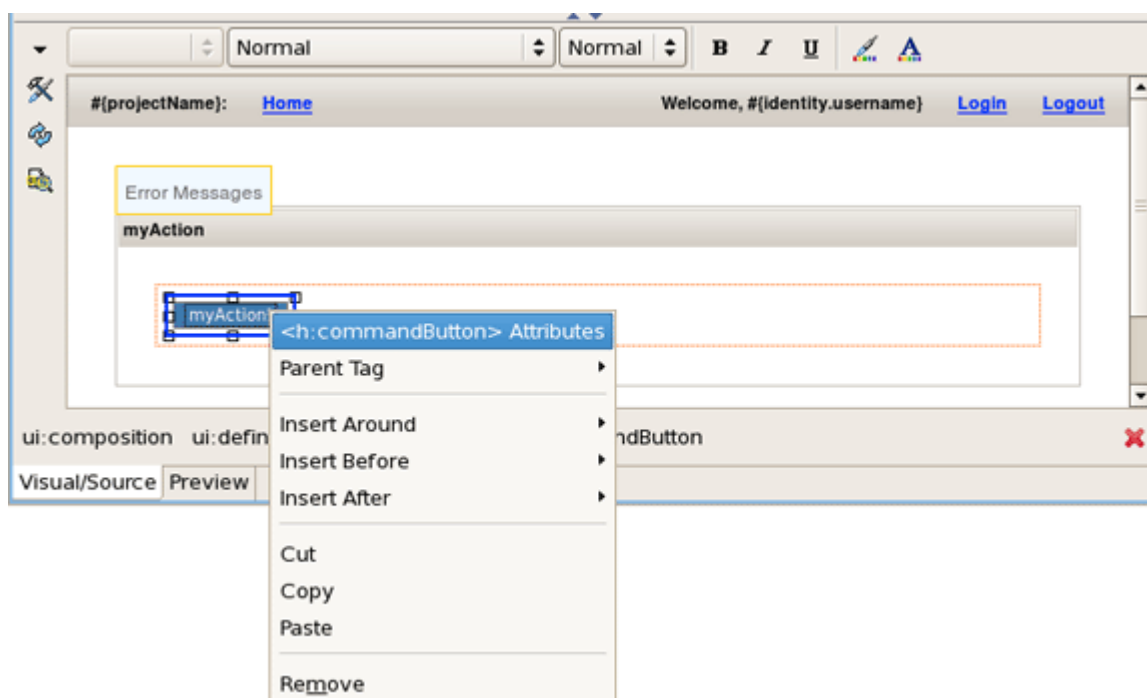 Normal Normal B I U A
#{projectName}: Home Welcome, #{identity.username} Login Logout
Error Messages
myAction
myAction!
<h:commandButton> Attributes
Parent Tag
Insert Around
Insert Before
Insert After
ui:composition ui:defin ndButton
Visual/Source Preview
Cut
Copy
Paste
Remove